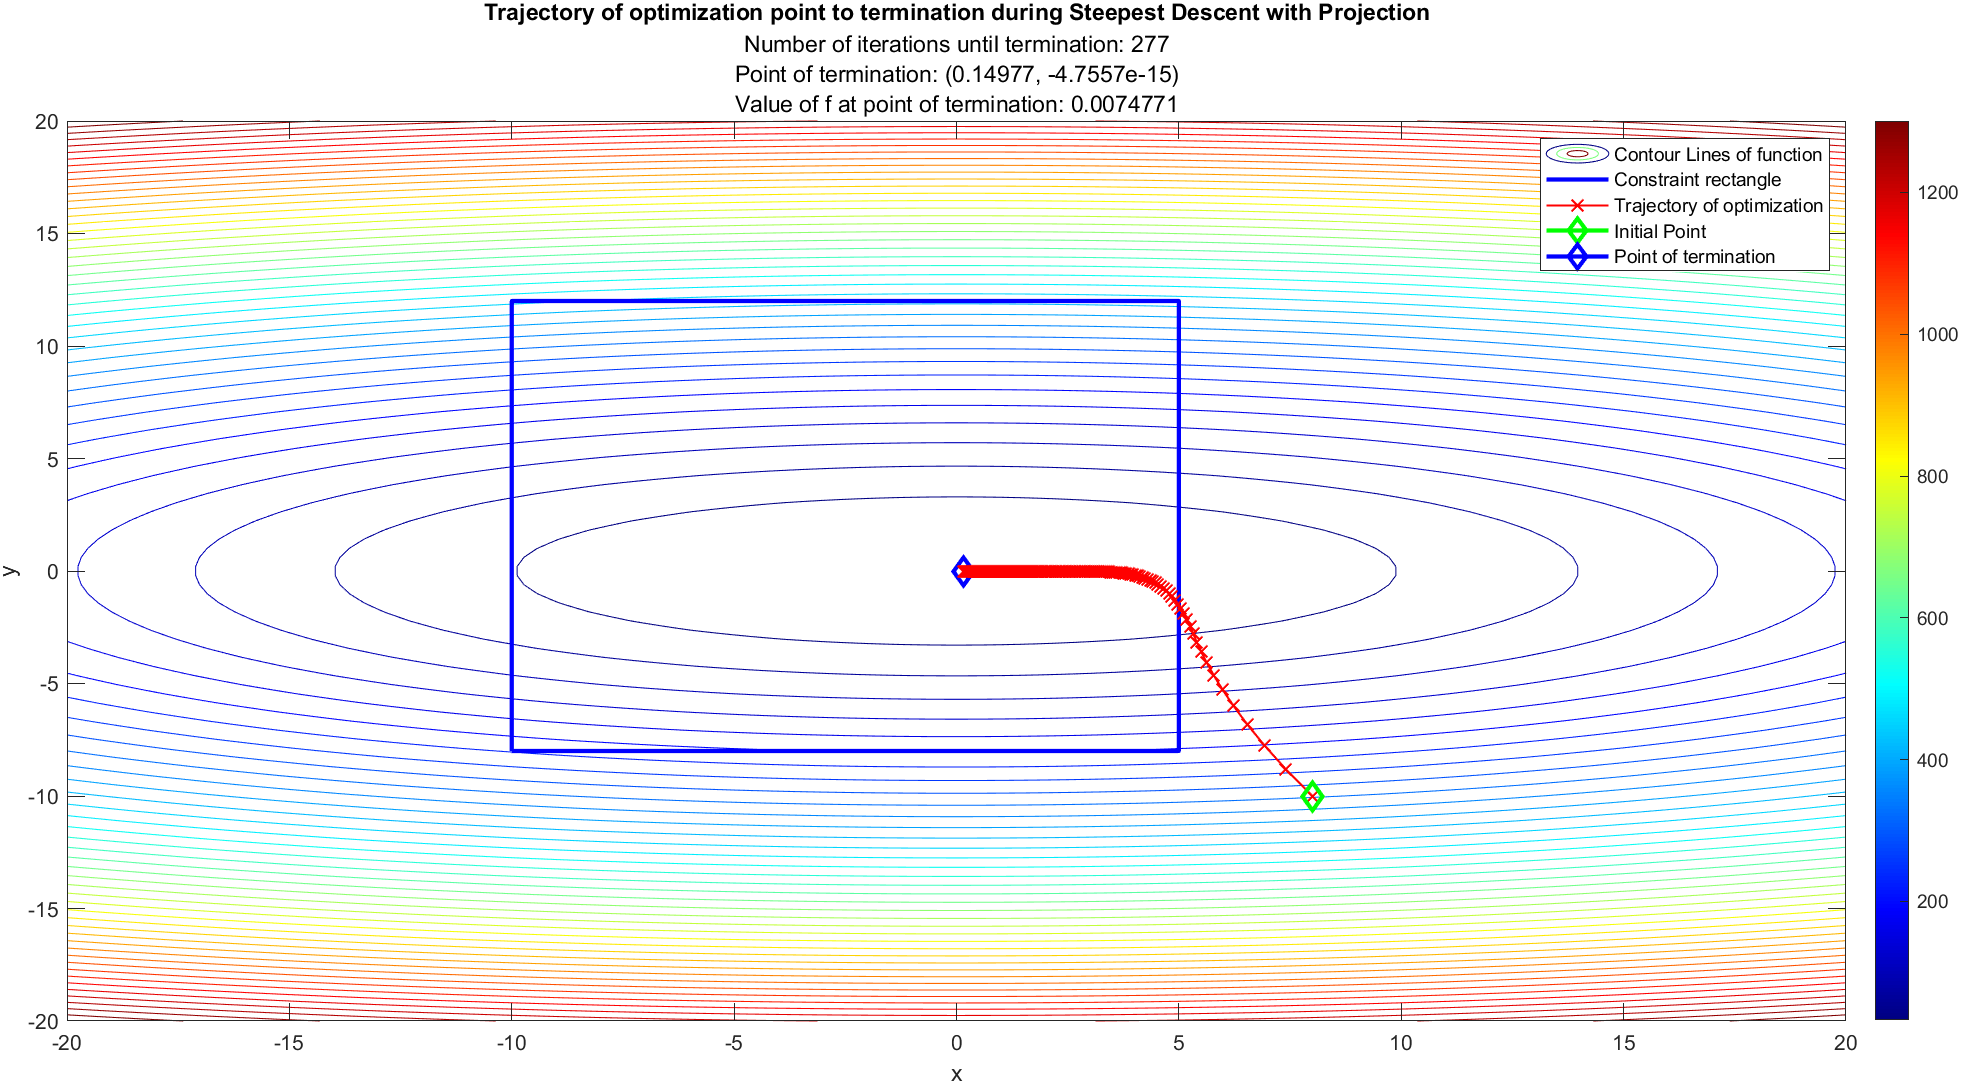 Trajectory of optimization point to termination during Steepest Descent with Projection
Number of iterations until termination: 277
Point of termination: (0.14977, -4.7557e-15)
Value of f at point of termination: 0.0074771
Contour Lines of function
Constraint rectangle
Trajectory of optimization
Initial Point
Point of termination
20
15
10
5
0
-5
-10
-15
-20
y
-20 -15 -10 -5 0 5 10 15 20
x
1200
1000
800
600
400
200